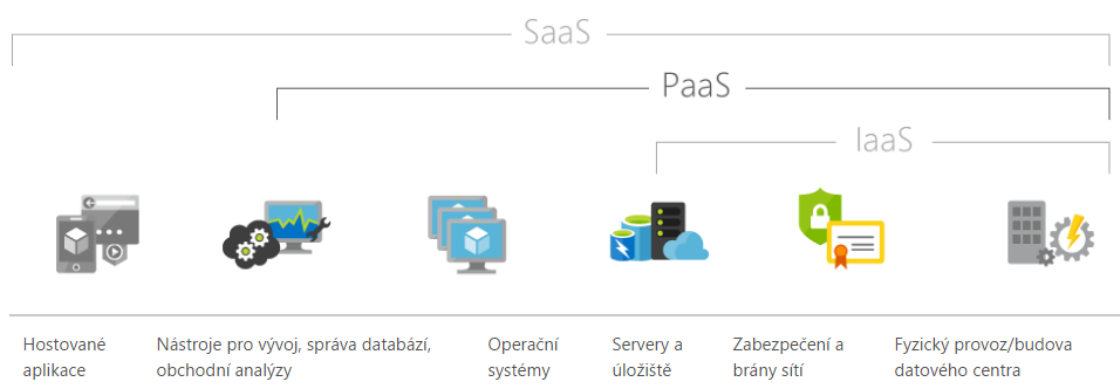 SaaS
PaaS
IaaS
Hostované
aplikace
Nástroje pro vývoj, správa databází,
obchodní analýzy
Operační
systémy
Servery a
úložiště
Zabezpečení a
brány sítí
Fyzický provoz/budova
datového centra